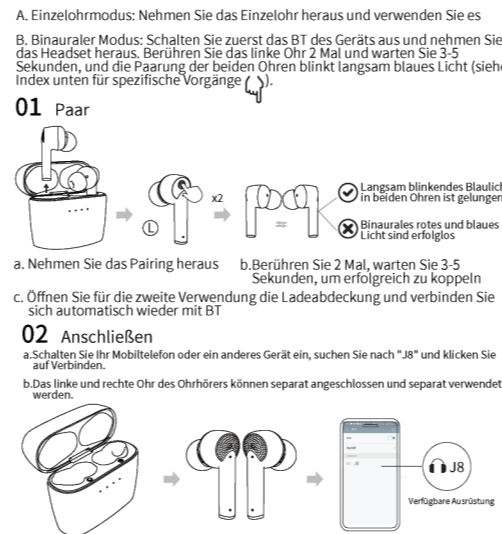 A. Einzelohrmodus: Nehmen Sie das Einzelohr heraus und verwenden Sie es
B. Binauraler Modus: Schalten Sie zuerst das BT des Geräts aus und nehmen Sie
das Headset heraus. Berühren Sie das linke Ohr 2 Mal und warten Sie 3-5
Sekunden, und die Paarung der beiden Ohren blinkt langsam blaues Licht (siehe
Index unten für spezifische Vorgänge ( ).
01 Paar
Langsam blinkendes Blaulich
in beiden Ohren ist gelungen
x2
L
Binaurales rotes und blaues
Licht sind erfolglos
a. Nehmen Sie das Pairing heraus
b.Berühren Sie 2 Mal, warten Sie 3-5
Sekunden, um erfolgreich zu koppeln
c. Öffnen Sie für die zweite Verwendung die Ladeabdeckung und verbinden Sie
sich automatisch wieder mit BT
02 Anschließen
a.Schalten Sie Ihr Mobiltelefon oder ein anderes Gerät ein, suchen Sie nach "J8" und klicken Sie
auf Verbinden.
b.Das linke und rechte Ohr des Ohrhörers können separat angeschlossen und separat verwendet
werden.
J8
Verfügbare Ausrüstung